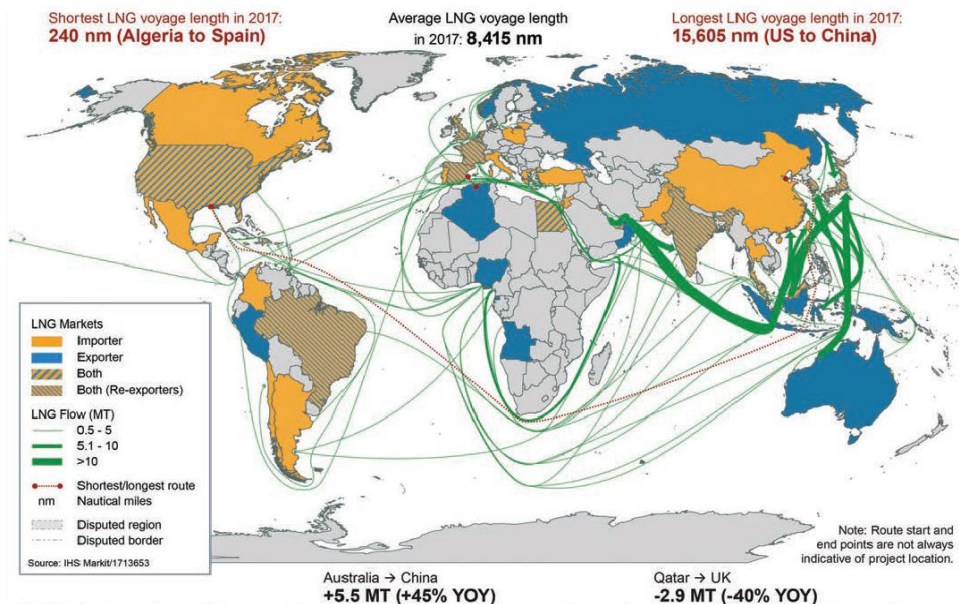 Shortest LNG voyage length in 2017:
240 nm (Algeria to Spain)
Average LNG voyage length
in 2017: 8,415 nm
Longest LNG voyage length in 2017:
15,605 nm (US to China)
LNG Markets
Importer
Exporter
Both
Both (Re-exporters)
LNG Flow (MT)
0.5 - 5
5.1 - 10
>10
Shortest/longest route
nm Nautical miles
Disputed region
Disputed border
Source: IHS Markit/1713653
Note: Route start and
end points are not always
indicative of project location.
Australia → China
+5.5 MT (+45% YOY)
Qatar → UK
-2.9 MT (-40% YOY)